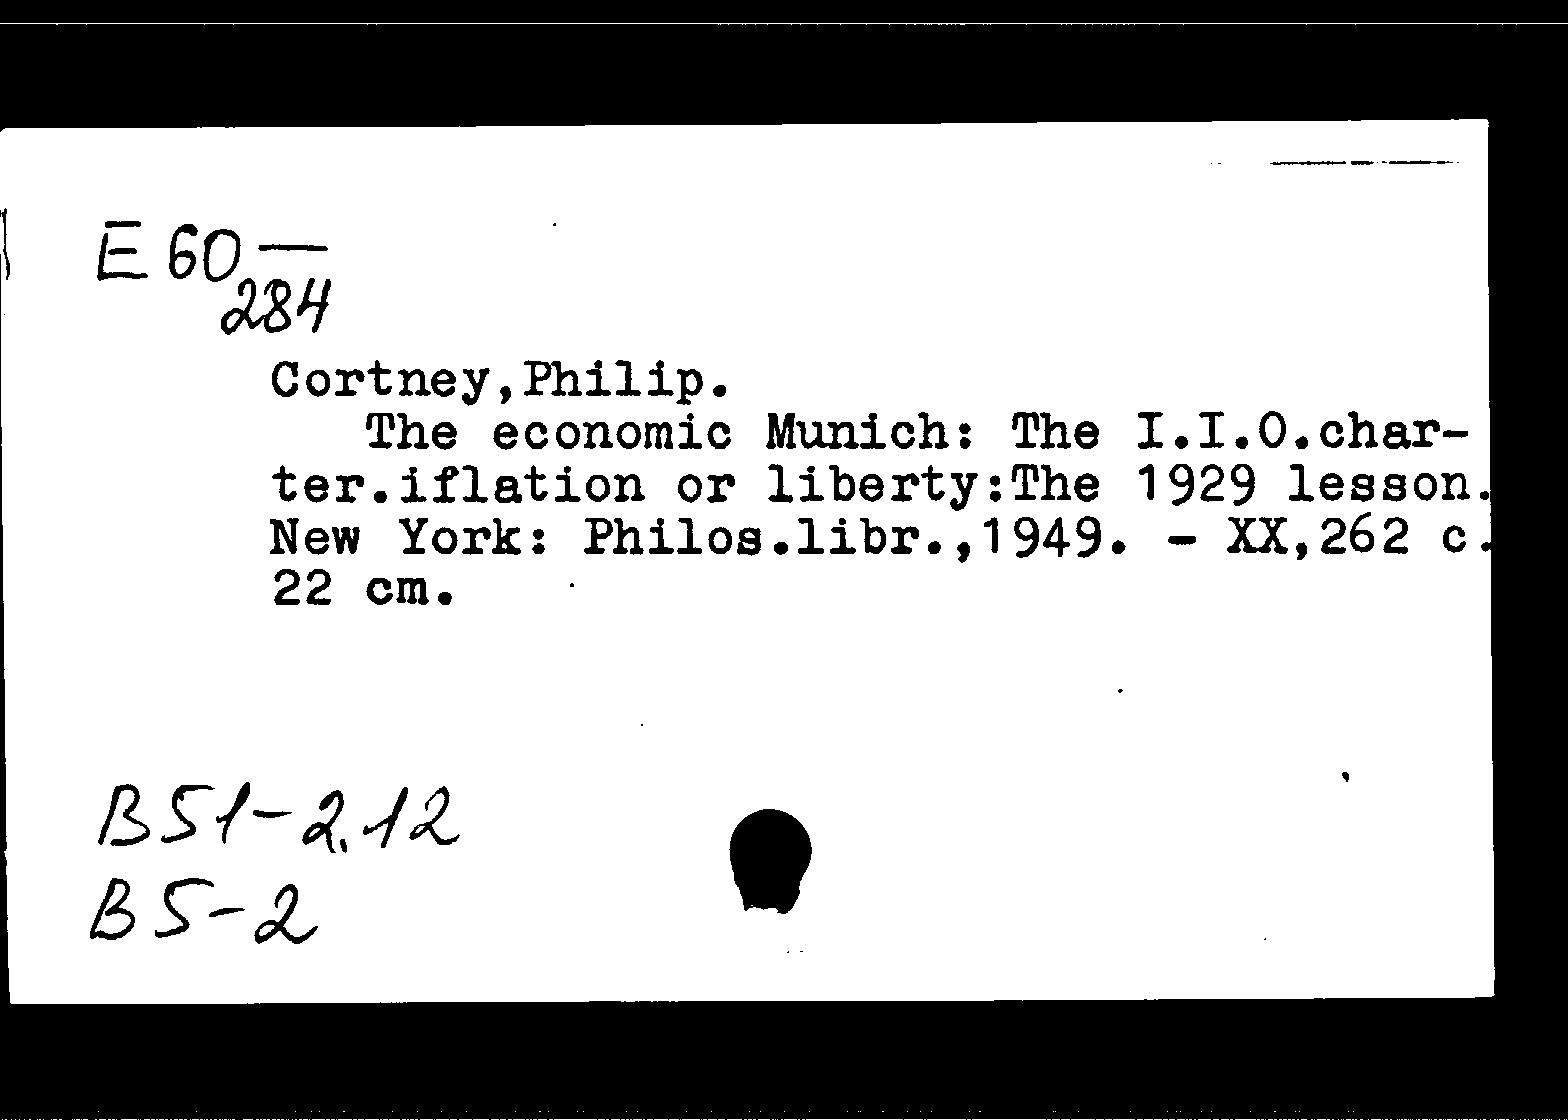 E 60—
284
Cortney,Philip.
The economic Munich: The I.I.O.char-
ter.iflation or liberty:The 1929 lesson.
New York: Philos.libr.,1949. - XX,262 c.
22 cm.
B51-2.12
B5-2